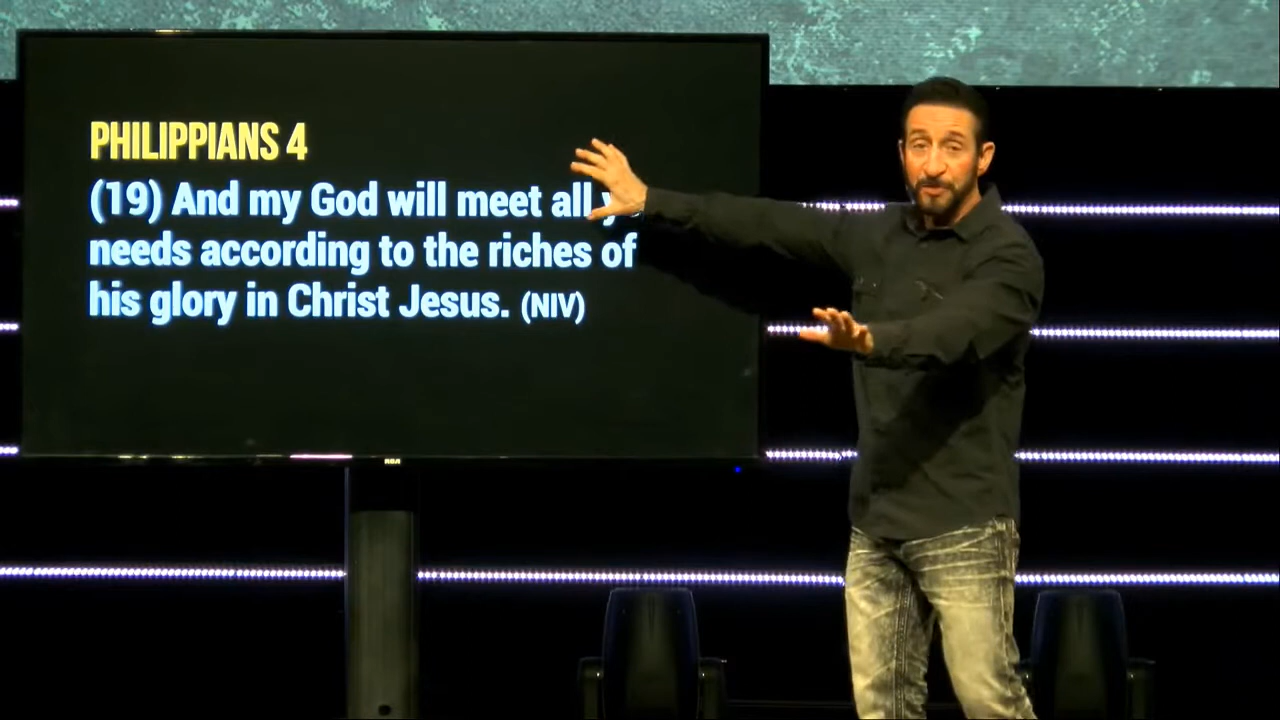 PHILIPPIANS 4
(19) And my God will meet all
needs according to the riches of
his glory in Christ Jesus. (NIV)
RCA